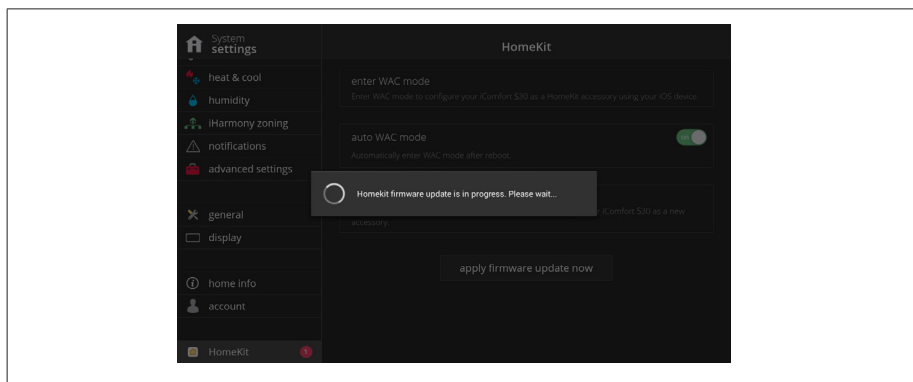 System
settings
HomeKit
heat & cool
humidity
iHarmony zoning
notifications
advanced settings
general
display
home info
account
HomeKit
enter WAC mode
Enter WAC mode to configure your iComfort S30 as a HomeKit accessory using your iOS device.
auto WAC mode
on
Automatically enter WAC mode after reboot.
Homekit firmware update is in progress. Please wait...
iComfort S30 as a new
accessory.
apply firmware update now